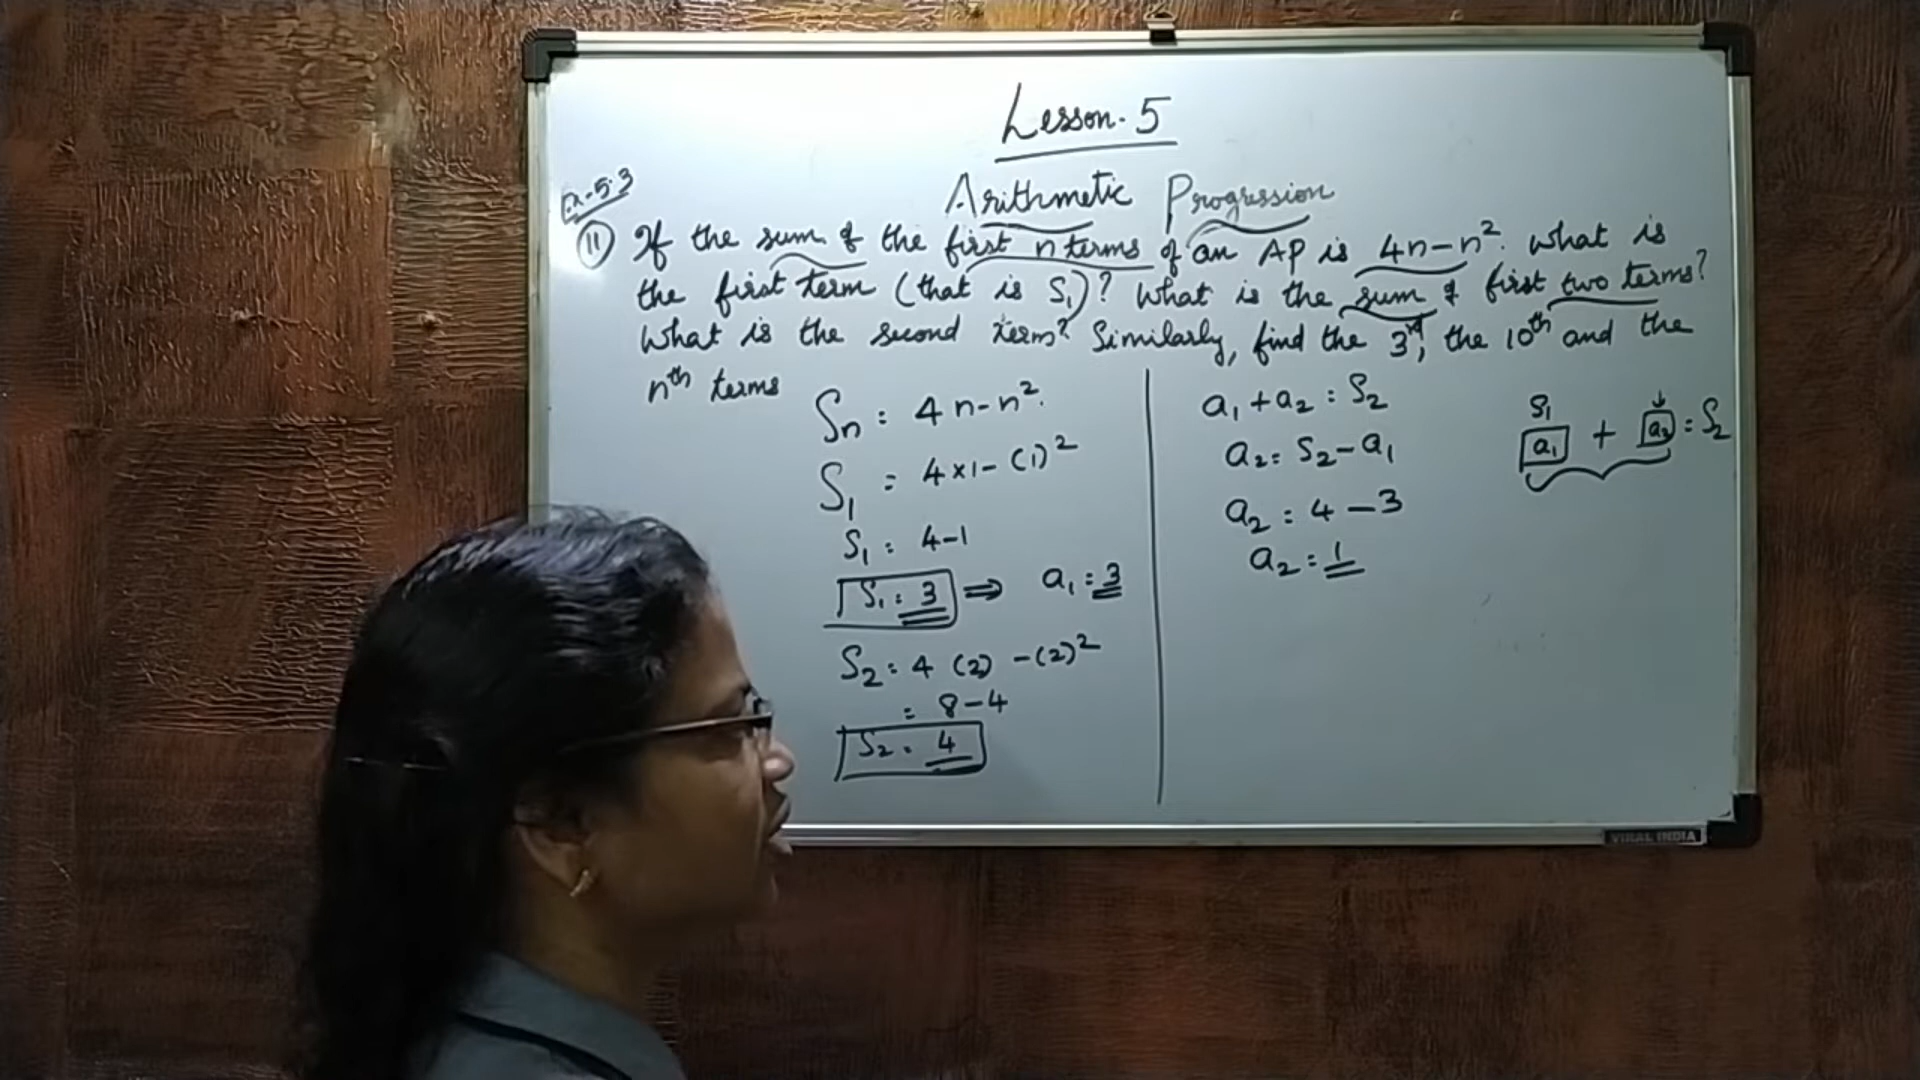 Lesson. 5
Arithmetic Progression
Ex-5.3
(11) If the sum of the first n terms of an AP is 4n-n². What is
the first term (that is S₁)? What is the sum of first two terms?
What is the second term? Similarly, find the 3rd, the 10th and the
nth terms
Sn = 4n-n².
S₁ = 4×1-(1)²
S₁ = 4-1
S₁ = 3 ⇒ a₁ = 3
S₂ = 4(2)-(2)²
= 8-4
S₂ = 4
a₁+a₂ = S₂
a₂ = S₂-a₁
a₂ = 4-3
a₂ = 1
S₁ ↓
a₁ + a₂ = S₂
VIRAL INDIA